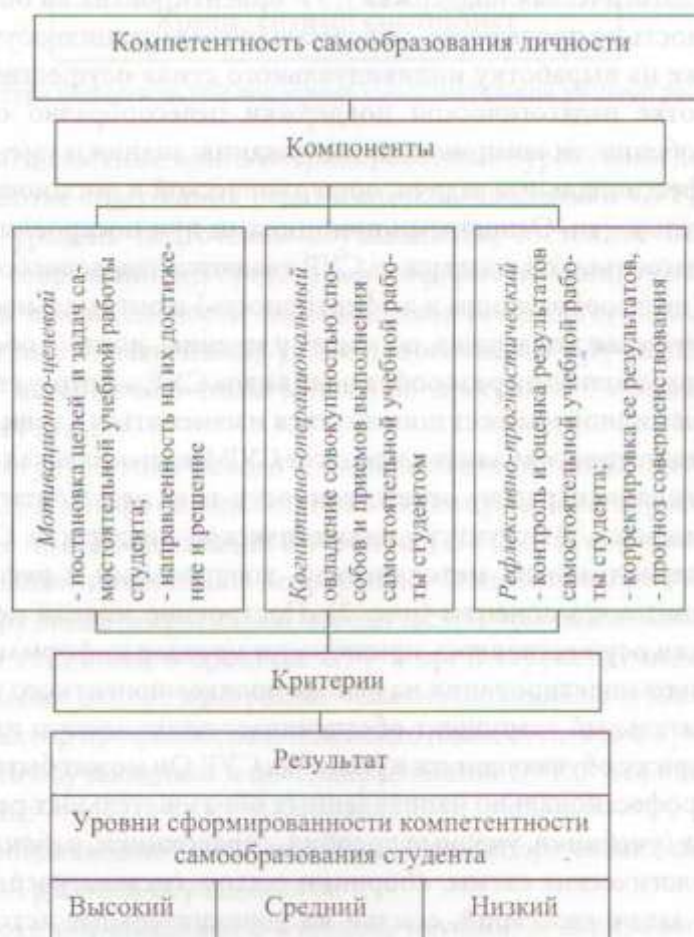 Компетентность самообразования личности
Компоненты
Мотивационно-целевой
- постановка целей и задач са-
мостоятельной учебной работы
студента;
- направленность на их достиже-
ние и решение
Когнитивно-операциональный
овладение совокупностью спо-
собов и приемов выполнения
самостоятельной учебной рабо-
ты студентов
Рефлективно-прогностический
- контроль и оценка результатов
самостоятельной учебной рабо-
ты студента,
- корректировка ее результатов,
- прогноз совершенствования
Критерии
Результат
Уровни сформированности компетентности
самообразования студента
Высокий Средний Низкий